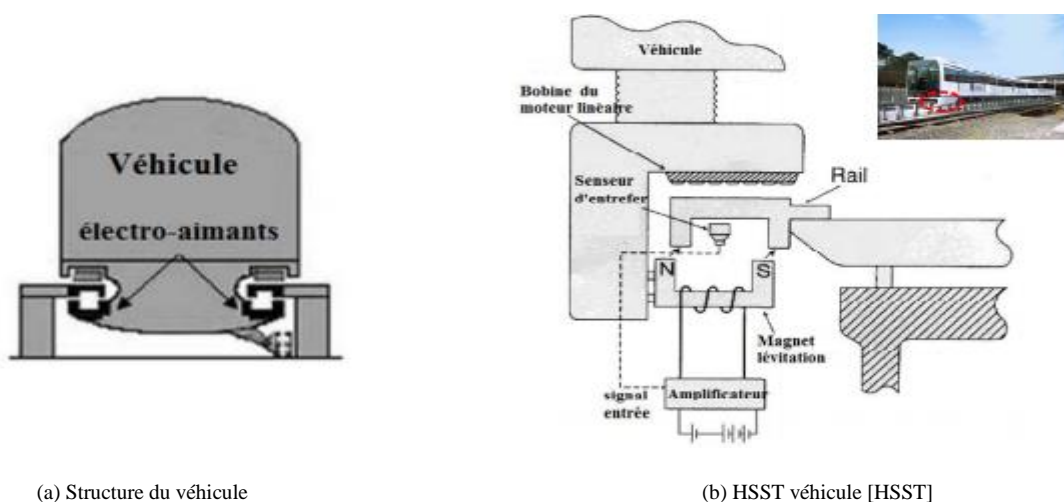 Véhicule
électro-aimants
(a) Structure du véhicule
Véhicule
Bobine du
moteur linéaire
Senseur
d'entrefer
Rail
N
S
Magnet
lévitation
signal
entrée
Amplificateur
(b) HSST véhicule [HSST]